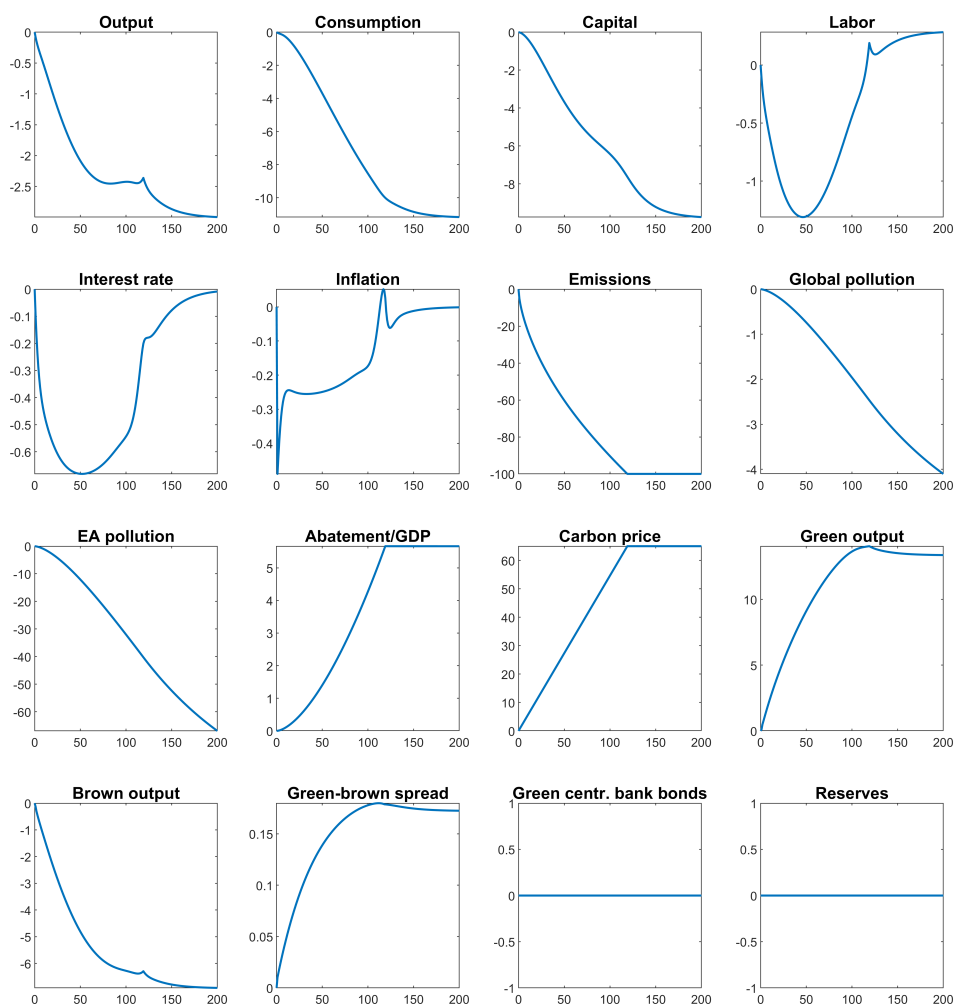 Output
0
-0.5
-1
-1.5
-2
-2.5
0 50 100 150 200
Consumption
0
-2
-4
-6
-8
-10
0 50 100 150 200
Capital
0
-2
-4
-6
-8
0 50 100 150 200
Labor
0
-0.5
-1
0 50 100 150 200
Interest rate
0
-0.1
-0.2
-0.3
-0.4
-0.5
-0.6
0 50 100 150 200
Inflation
0
-0.1
-0.2
-0.3
-0.4
0 50 100 150 200
Emissions
0
-20
-40
-60
-80
-100
0 50 100 150 200
Global pollution
0
-1
-2
-3
-4
0 50 100 150 200
EA pollution
0
-10
-20
-30
-40
-50
-60
0 50 100 150 200
Abatement/GDP
5
4
3
2
1
0
0 50 100 150 200
Carbon price
60
50
40
30
20
10
0
0 50 100 150 200
Green output
10
5
0
0 50 100 150 200
Brown output
0
-1
-2
-3
-4
-5
-6
0 50 100 150 200
Green-brown spread
0.15
0.1
0.05
0
0 50 100 150 200
Green centr. bank bonds
1
0.5
0
-0.5
-1
0 50 100 150 200
Reserves
1
0.5
0
-0.5
-1
0 50 100 150 200